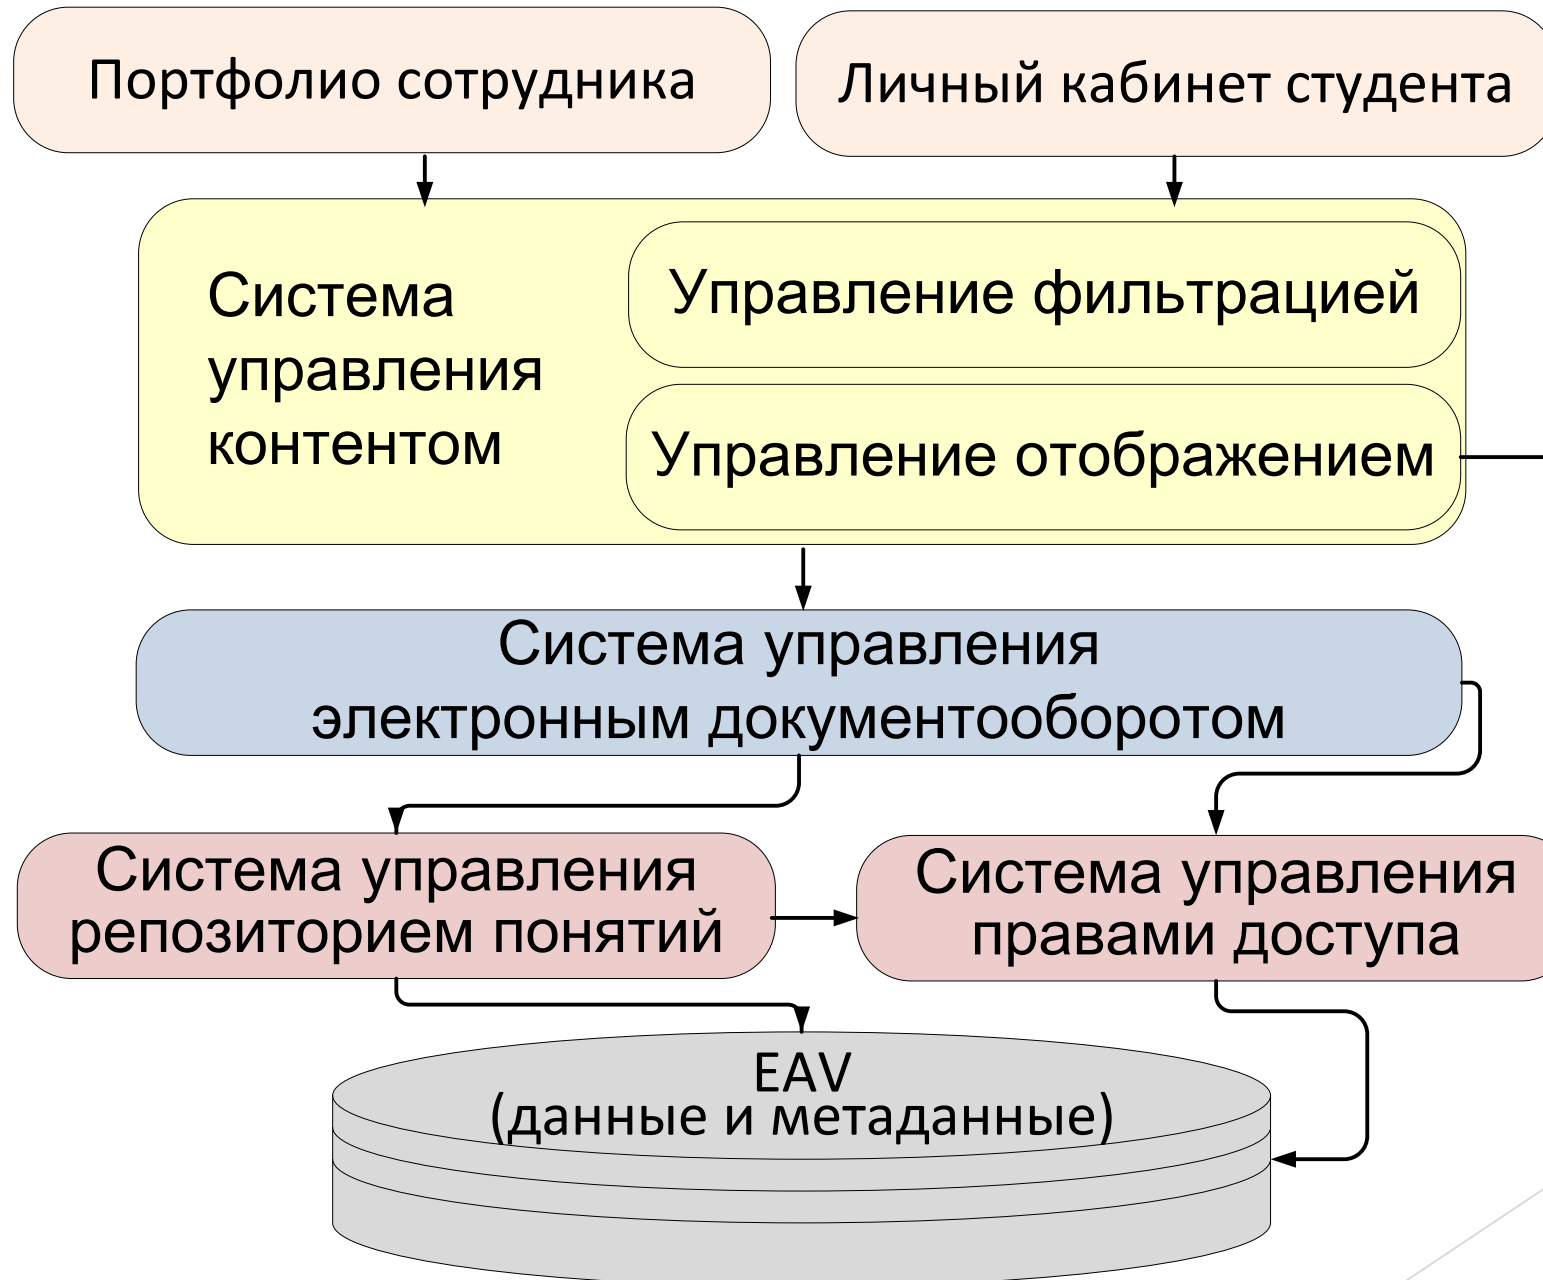 Портфолио сотрудника
Личный кабинет студента
Система
управления
контентом
Управление фильтрацией
Управление отображением
Система управления
электронным документооборотом
Система управления
репозиторием понятий
Система управления
правами доступа
EAV
(данные и метаданные)